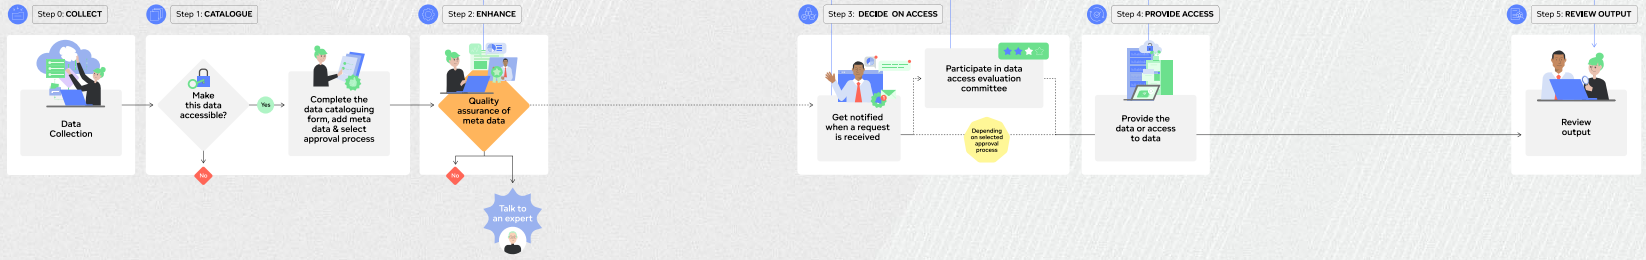 Step 0: COLLECT
Data
Collection
Step 1: CATALOGUE
Make
this data
accessible?
Yes
No
Complete the
data cataloguing
form, add meta
data & select
approval process
Step 2: ENHANCE
Quality
assurance of
meta data
No
Talk to
an expert
Step 3: DECIDE ON ACCESS
Get notified
when a request
is received
Participate in data
access evaluation
committee
Depending
on selected
approval
process
Step 4: PROVIDE ACCESS
Provide the
data or access
to data
Step 5: REVIEW OUTPUT
Review
output